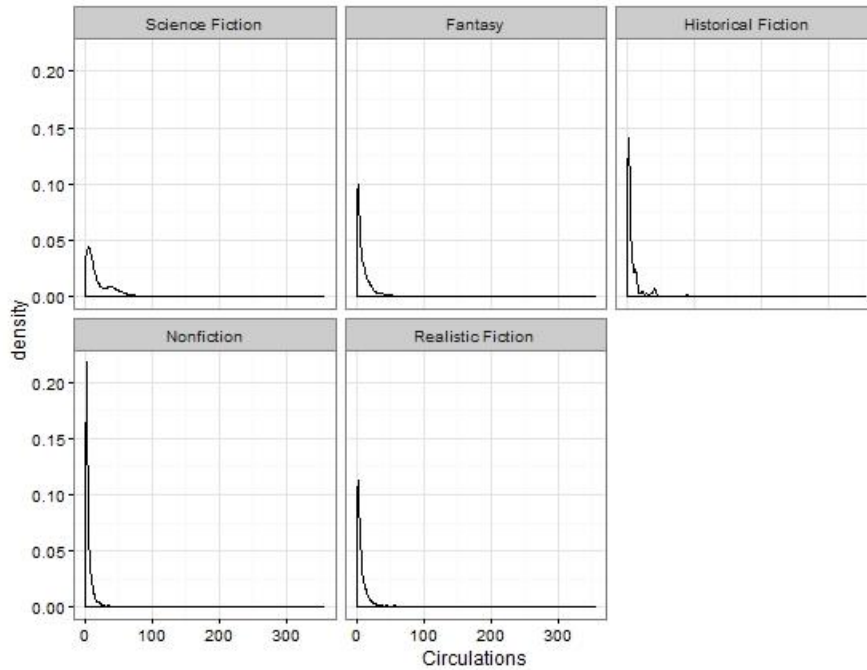 Science Fiction
Fantasy
Historical Fiction
0.20
0.15
0.10
0.05
0.00
Nonfiction
Realistic Fiction
0.20
0.15
0.10
0.05
0.00
density
0 100 200 300
0 100 200 300
Circulations